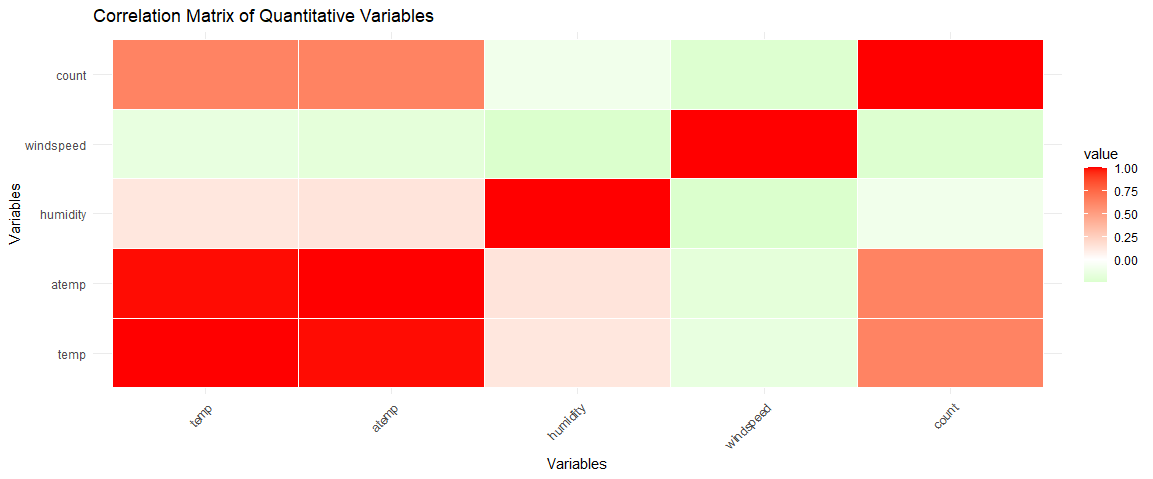 Correlation Matrix of Quantitative Variables
count
windspeed
humidity
atemp
temp
Variables
temp
atemp
humidity
windspeed
count
Variables
value
1.00
0.75
0.50
0.25
0.00